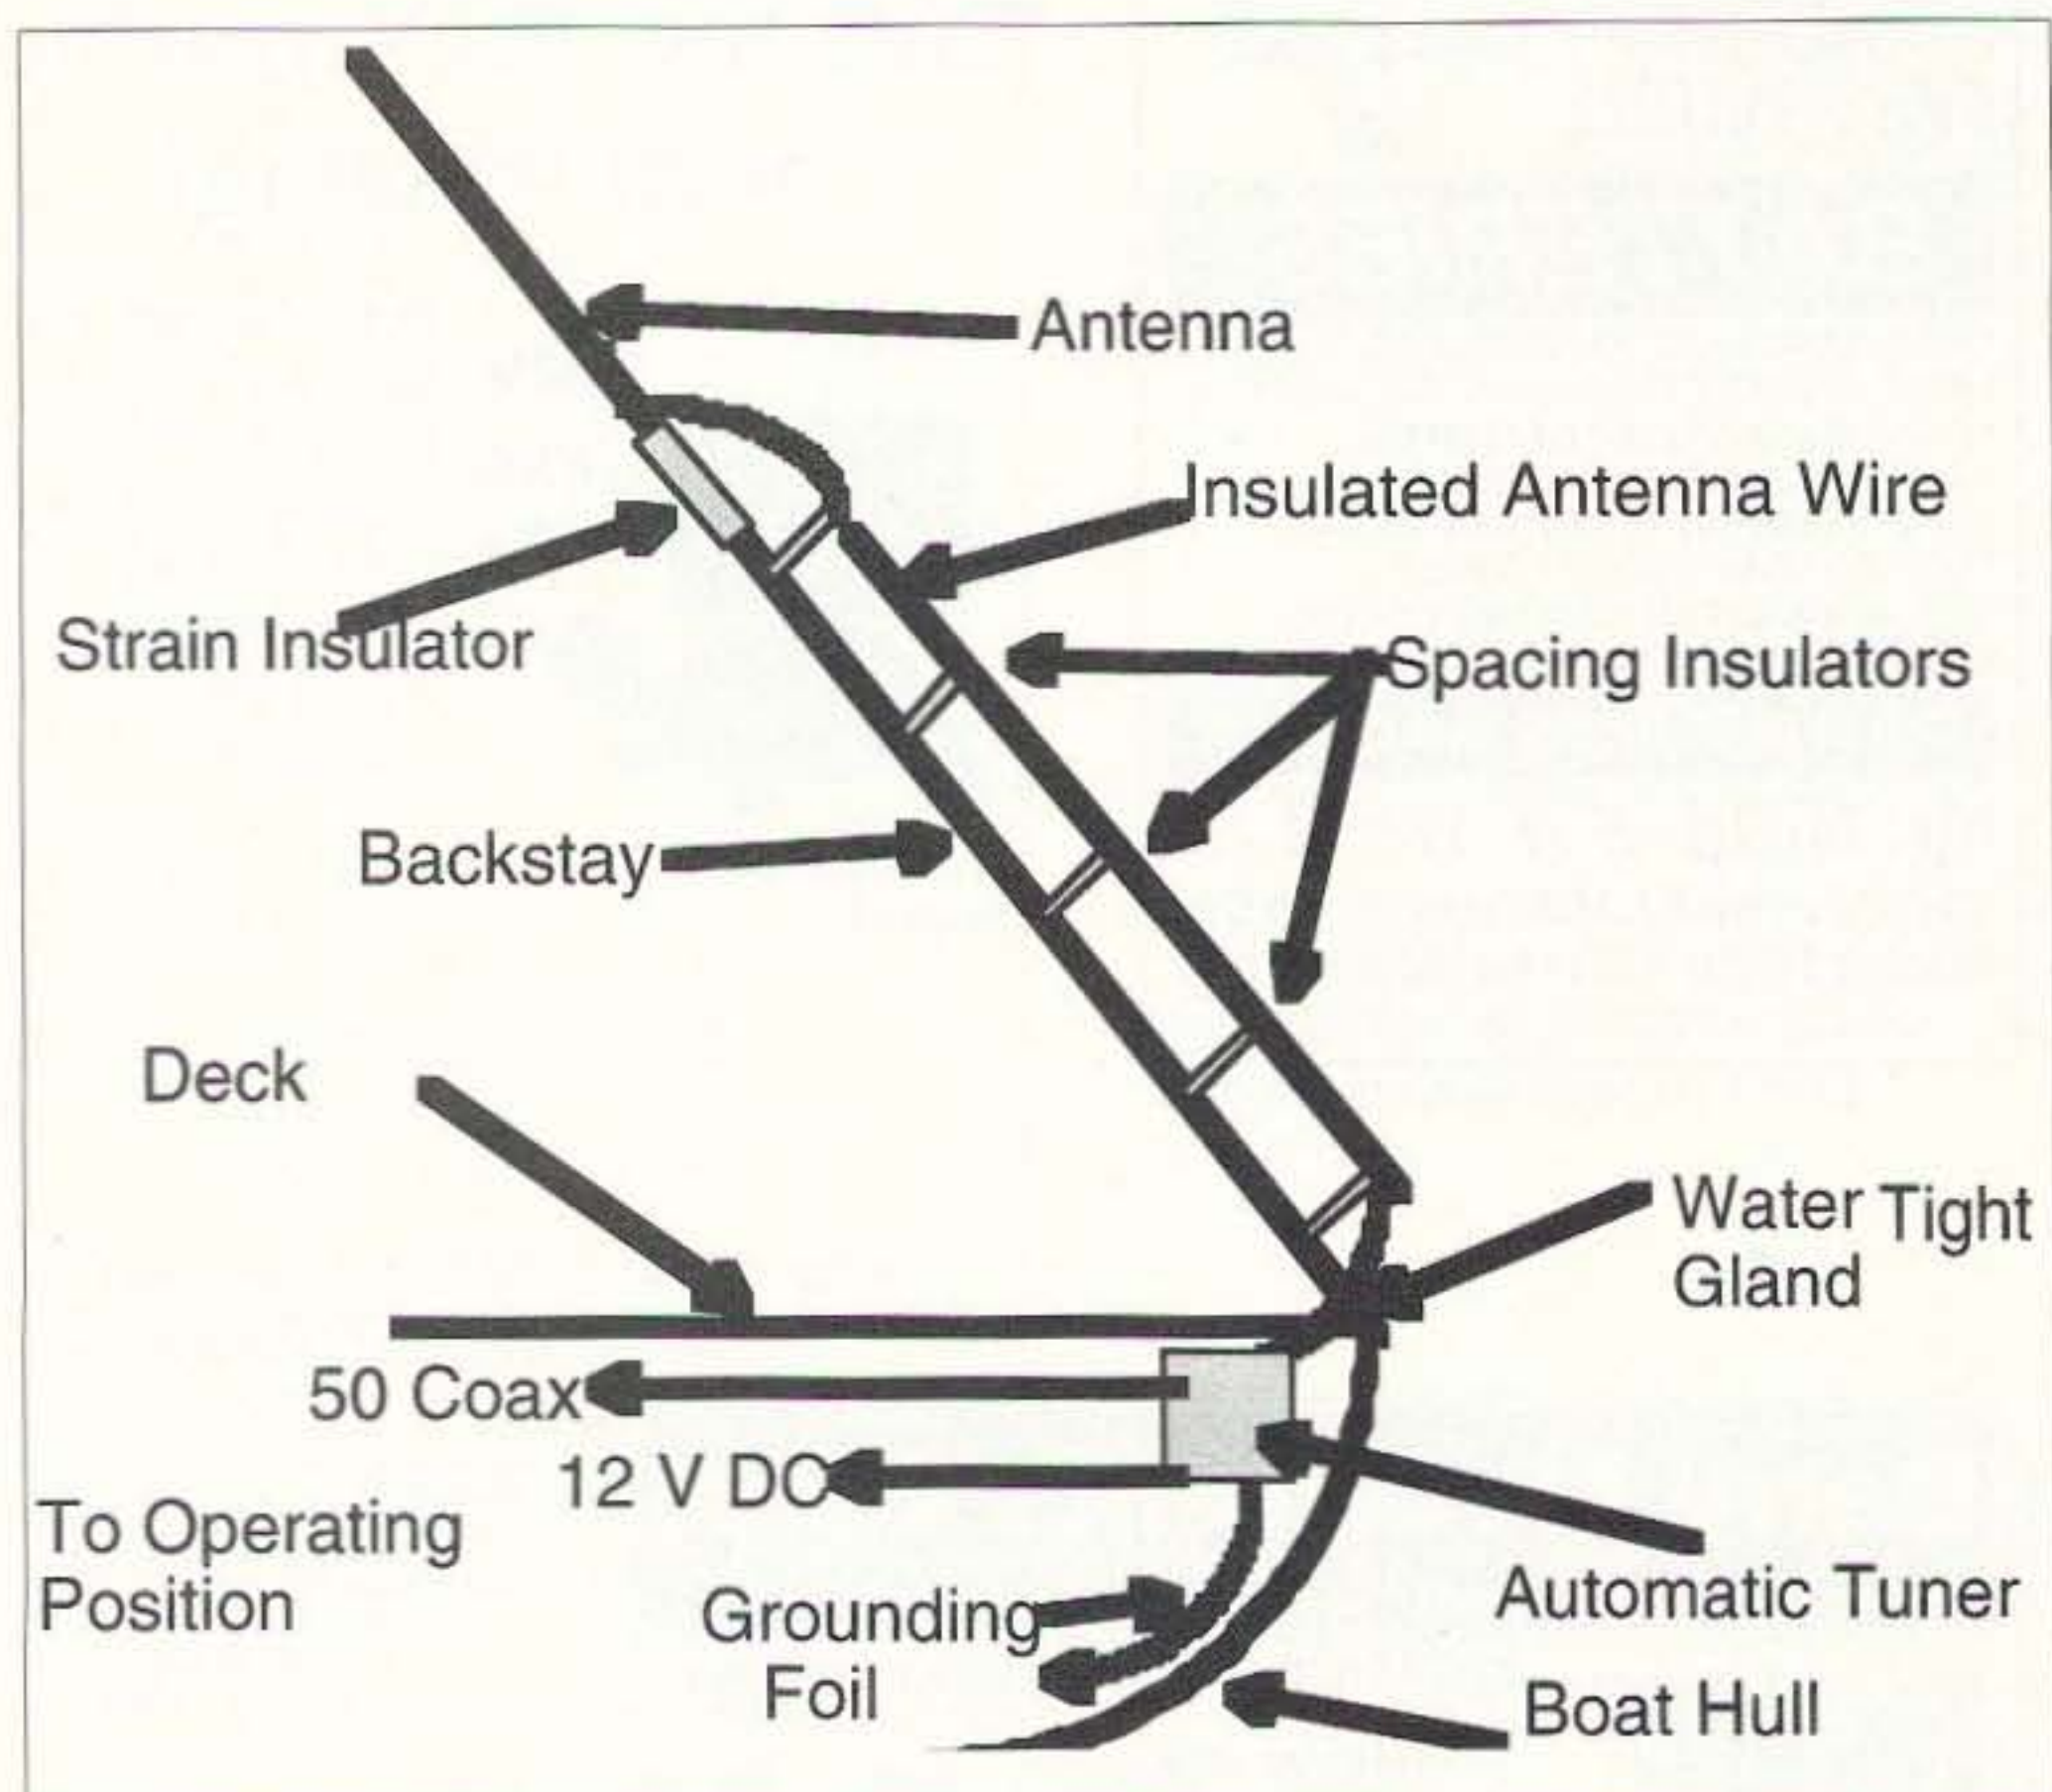 Antenna
Insulated Antenna Wire
Strain Insulator
Spacing Insulators
Backstay
Deck
Water Tight
Gland
50 Coax
12 V DC
To Operating
Position
Grounding
Foil
Automatic Tuner
Boat Hull